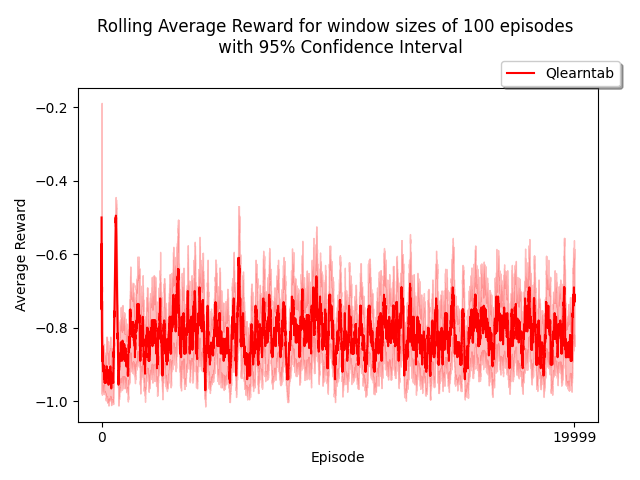 Rolling Average Reward for window sizes of 100 episodes
with 95% Confidence Interval
Qlearntab
−0.2
−0.4
−0.6
−0.8
−1.0
Average Reward
0
19999
Episode